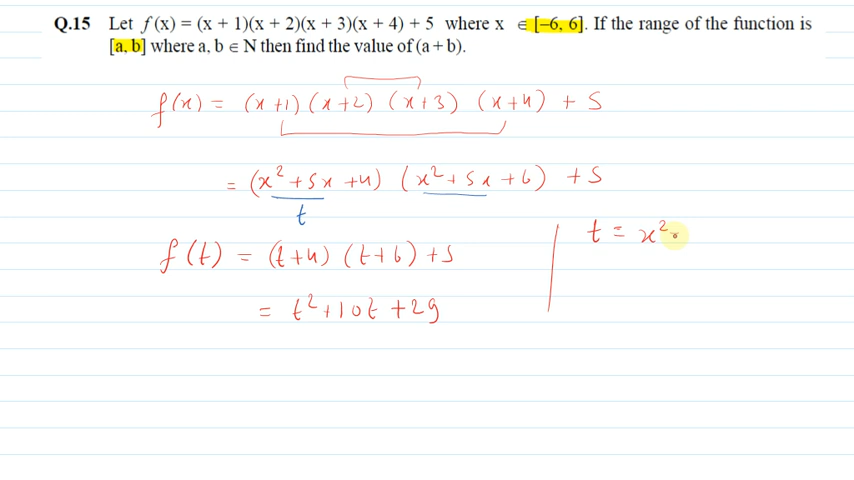 Q.15 Let f(x) = (x + 1)(x + 2)(x + 3)(x + 4) + 5 where x ∈ [–6, 6]. If the range of the function is
[a, b] where a, b ∈ N then find the value of (a + b).
f(x) = (x+1) (x+2) (x+3) (x+4) + 5
= (x² + 5x + 4) (x² + 5x + 6) + 5
t
f(t) = (t+4) (t+6) + 5
t = x²
= t² + 10t + 29